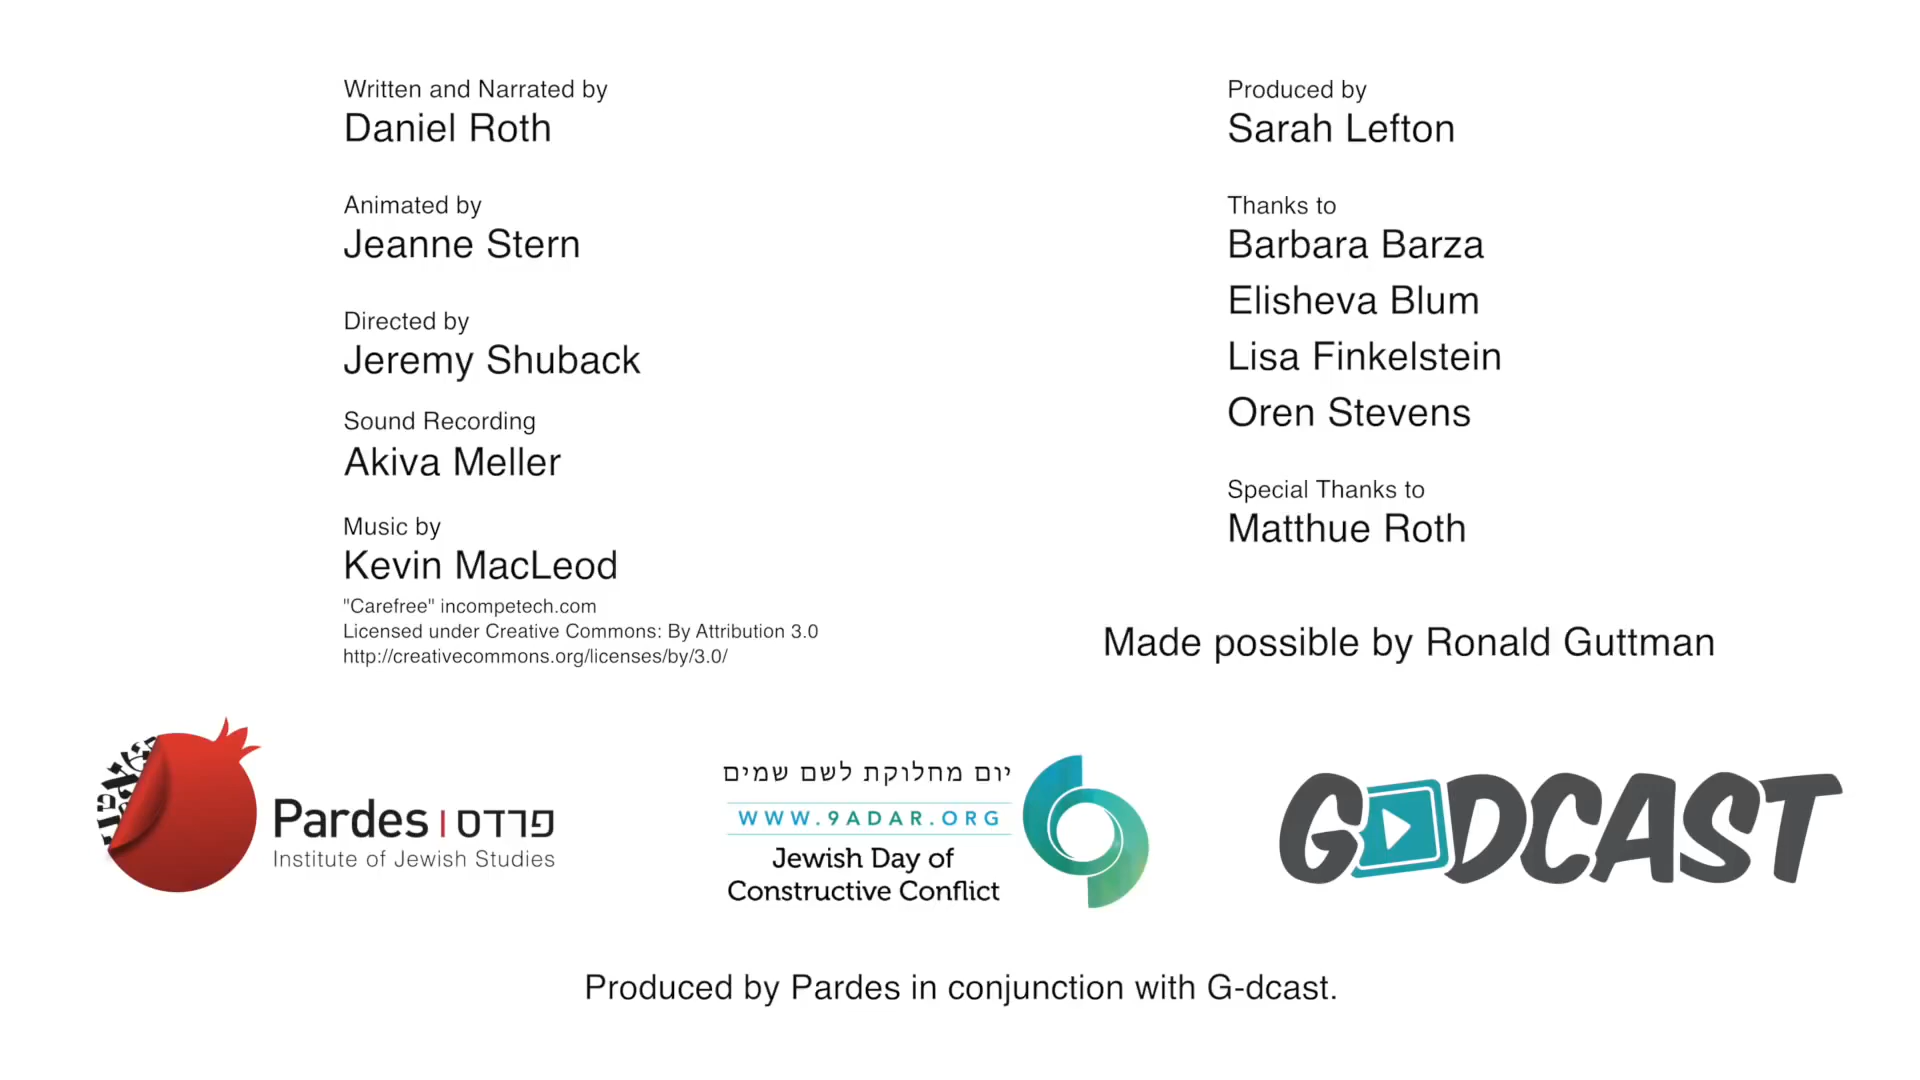 Written and Narrated by
Daniel Roth
Animated by
Jeanne Stern
Directed by
Jeremy Shuback
Sound Recording
Akiva Meller
Music by
Kevin MacLeod
"Carefree" incompetech.com
Licensed under Creative Commons: By Attribution 3.0
http://creativecommons.org/licenses/by/3.0/
Produced by
Sarah Lefton
Thanks to
Barbara Barza
Elisheva Blum
Lisa Finkelstein
Oren Stevens
Special Thanks to
Matthue Roth
Made possible by Ronald Guttman
Pardes | פרדס
Institute of Jewish Studies
יום מחלוקת לשם שמים
WWW.9ADAR.ORG
Jewish Day of
Constructive Conflict
GODCAST
Produced by Pardes in conjunction with G-dcast.